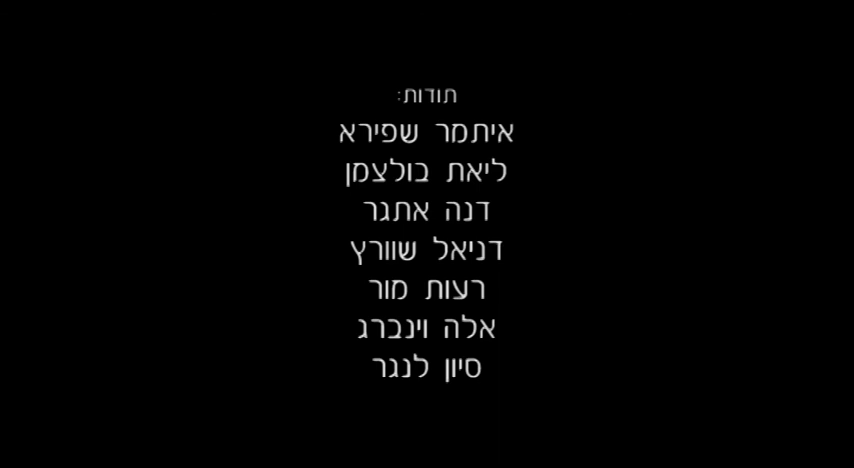 תודות:
איתמר שפירא
ליאת בולצמן
דנה אתגר
דניאל שוורץ
רעות מור
אלה וינברג
סיון לנגר